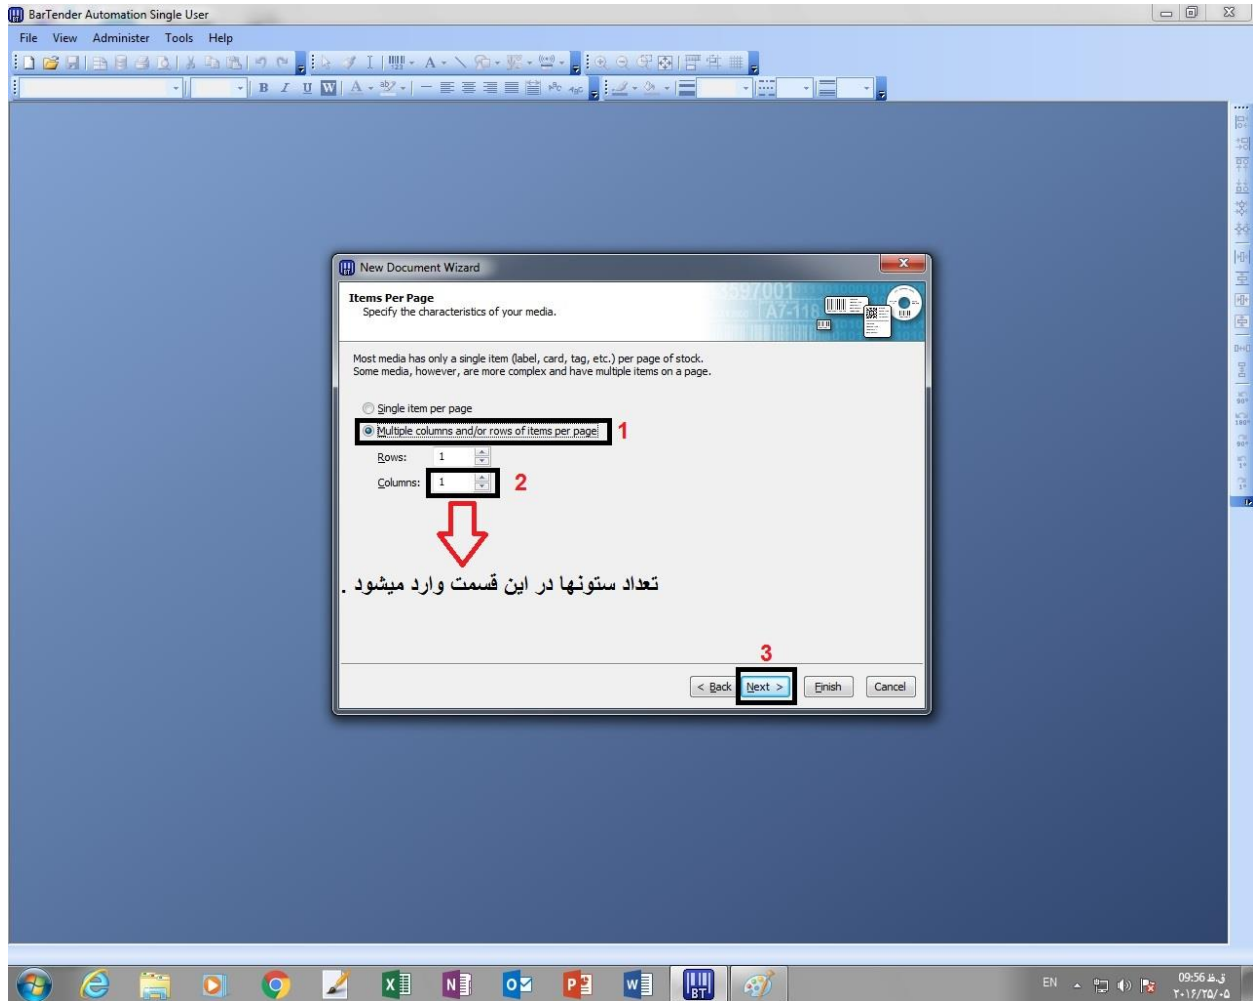 BarTender Automation Single User
File View Administer Tools Help
New Document Wizard
Items Per Page
Specify the characteristics of your media.
Most media has only a single item (label, card, tag, etc.) per page of stock.
Some media, however, are more complex and have multiple items on a page.
Single item per page
Multiple columns and/or rows of items per page 1
Rows: 1
Columns: 1 2
تعداد ستونها در این قسمت وارد میشود .
3
< Back Next > Finish Cancel
EN
09:56 ق.ظ